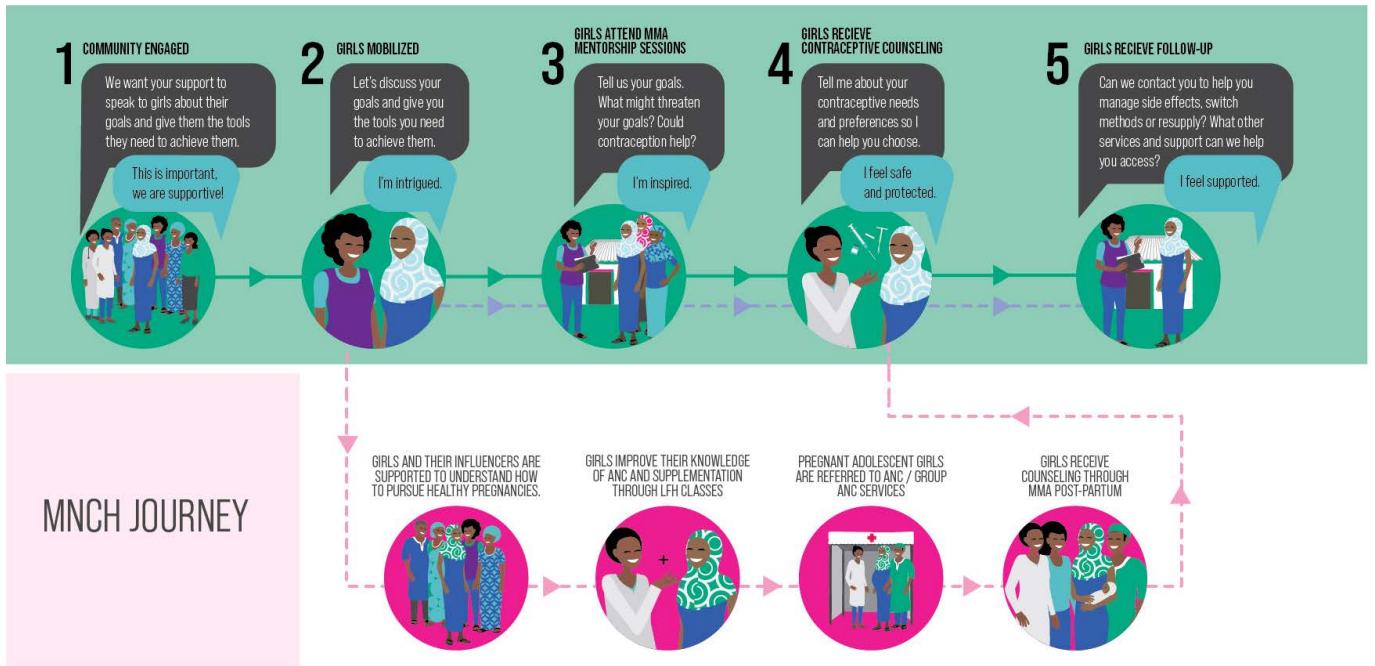 1
COMMUNITY ENGAGED
We want your support to
speak to girls about their
goals and give them the tools
they need to achieve them.
This is important,
we are supportive!
2
GIRLS MOBILIZED
Let's discuss your
goals and give you
the tools you need
to achieve them.
I'm intrigued.
3
GIRLS ATTEND MMA
MENTORSHIP SESSIONS
Tell us your goals.
What might threaten
your goals? Could
contraception help?
I'm inspired.
4
GIRLS RECIEVE
CONTRACEPTIVE COUNSELING
Tell me about your
contraceptive needs
and preferences so I
can help you choose.
I feel safe
and protected.
5
GIRLS RECIEVE FOLLOW-UP
Can we contact you to help you
manage side effects, switch
methods or resupply? What other
services and support can we help
you access?
I feel supported.
MNCH JOURNEY
GIRLS AND THEIR INFLUENCERS ARE
SUPPORTED TO UNDERSTAND HOW
TO PURSUE HEALTHY PREGNANCIES.
GIRLS IMPROVE THEIR KNOWLEDGE
OF ANC AND SUPPLEMENTATION
THROUGH LFH CLASSES
+
PREGNANT ADOLESCENT GIRLS
ARE REFERRED TO ANC / GROUP
ANC SERVICES
GIRLS RECEIVE
COUNSELING THROUGH
MMA POST-PARTUM